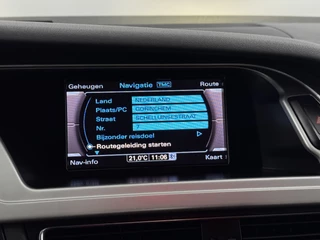 Geheugen Navigatie TMC Route
Land NEDERLAND
Plaats/PC GORINCHEM
Straat SCHELLUINSESTRAAT
Nr. 7
Bijzonder reisdoel
Routegeleiding starten
Nav-info 21,0°C 11:06 Kaart